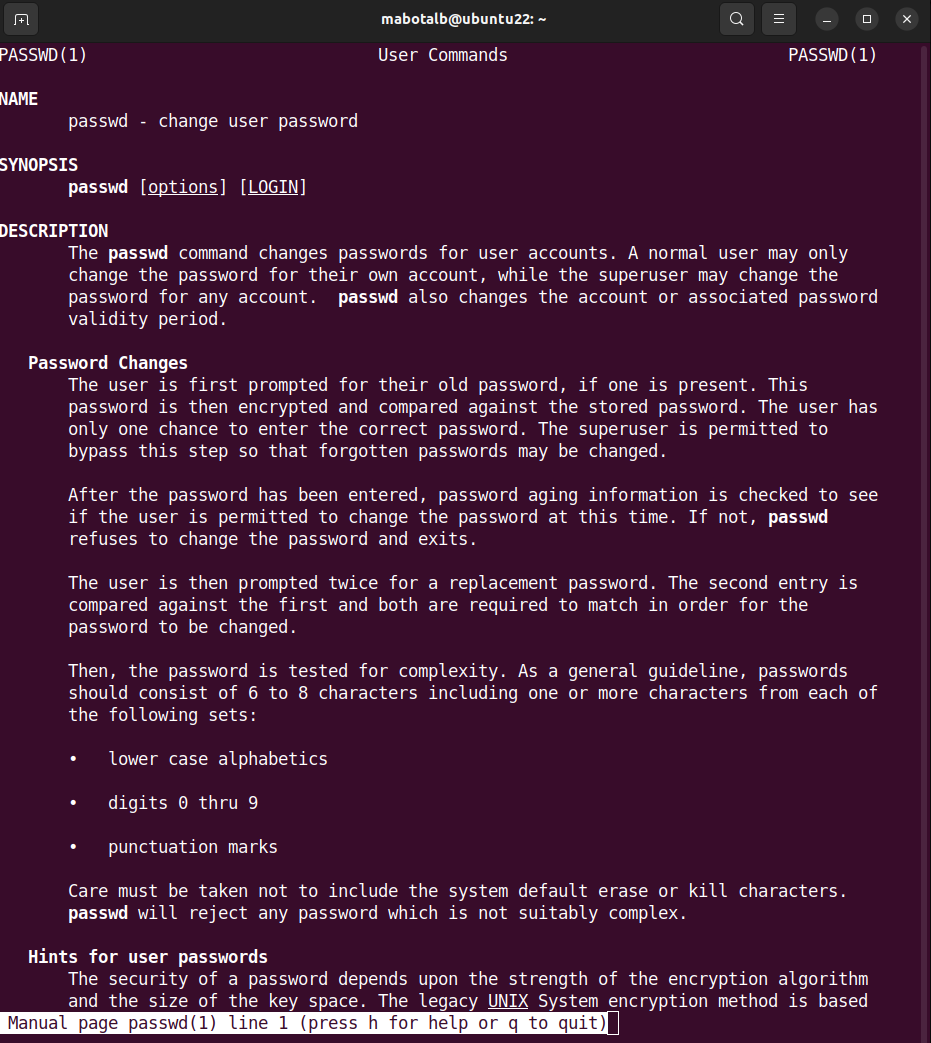 mabotalb@ubuntu22: ~
PASSWD(1) User Commands PASSWD(1)
NAME
passwd - change user password
SYNOPSIS
passwd [options] [LOGIN]
DESCRIPTION
The passwd command changes passwords for user accounts. A normal user may only
change the password for their own account, while the superuser may change the
password for any account. passwd also changes the account or associated password
validity period.
Password Changes
The user is first prompted for their old password, if one is present. This
password is then encrypted and compared against the stored password. The user has
only one chance to enter the correct password. The superuser is permitted to
bypass this step so that forgotten passwords may be changed.
After the password has been entered, password aging information is checked to see
if the user is permitted to change the password at this time. If not, passwd
refuses to change the password and exits.
The user is then prompted twice for a replacement password. The second entry is
compared against the first and both are required to match in order for the
password to be changed.
Then, the password is tested for complexity. As a general guideline, passwords
should consist of 6 to 8 characters including one or more characters from each of
the following sets:
• lower case alphabetics
• digits 0 thru 9
• punctuation marks
Care must be taken not to include the system default erase or kill characters.
passwd will reject any password which is not suitably complex.
Hints for user passwords
The security of a password depends upon the strength of the encryption algorithm
and the size of the key space. The legacy UNIX System encryption method is based
Manual page passwd(1) line 1 (press h for help or q to quit)